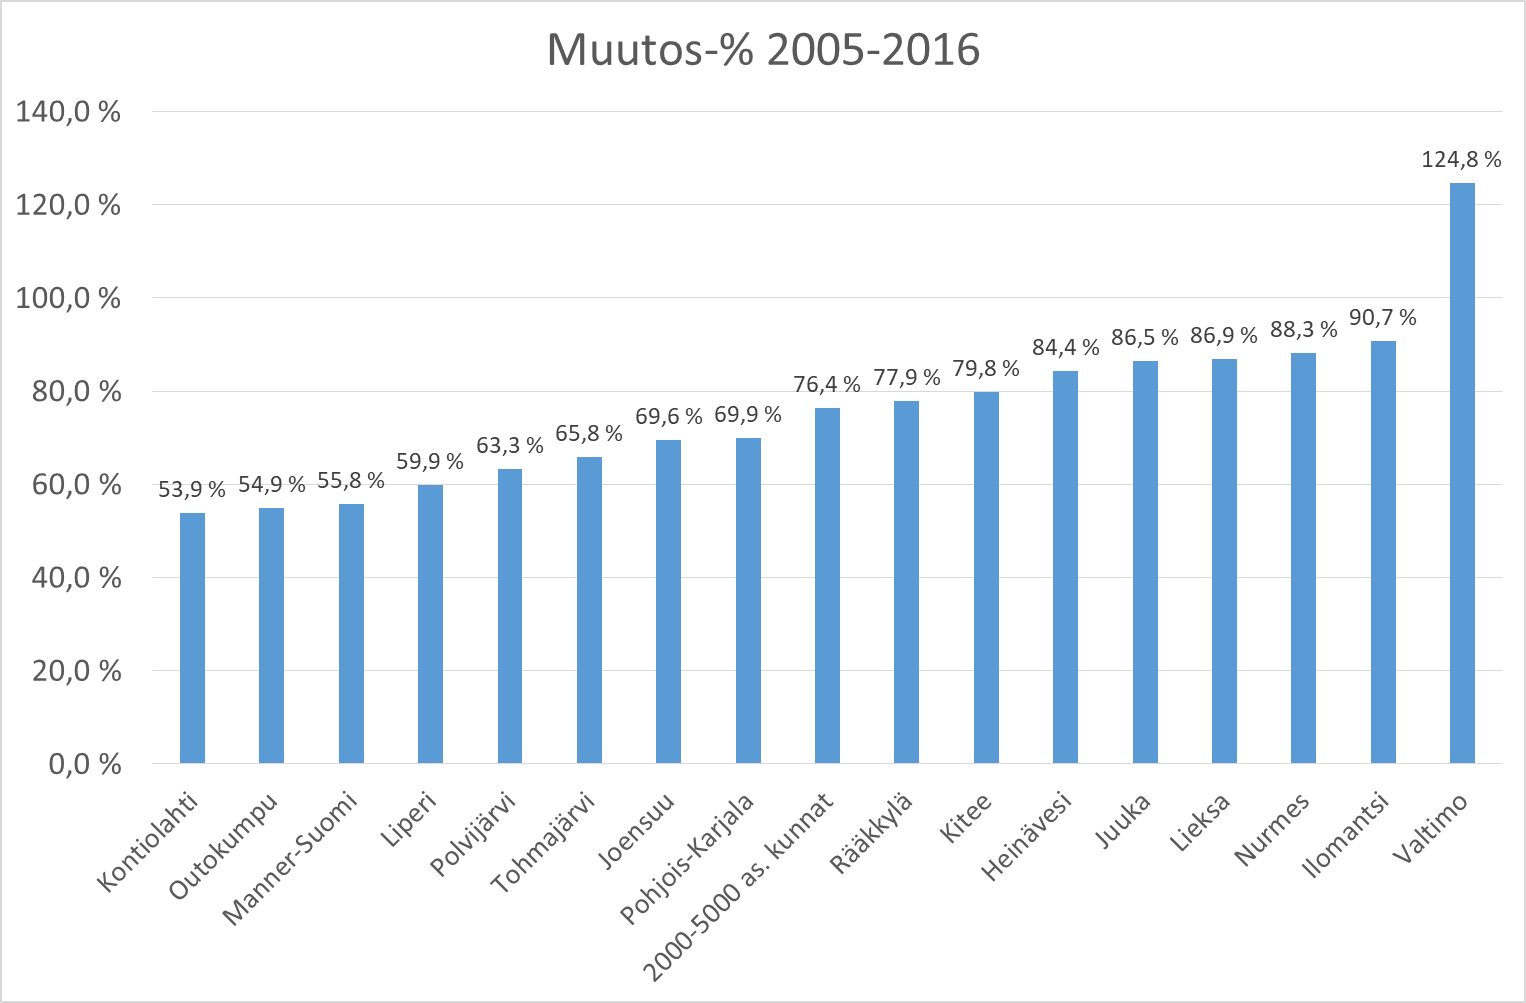 Muutos-% 2005-2016
140,0 %
120,0 %
100,0 %
80,0 %
60,0 %
40,0 %
20,0 %
0,0 %
53,9 %
54,9 %
55,8 %
59,9 %
63,3 %
65,8 %
69,6 %
69,9 %
76,4 %
77,9 %
79,8 %
84,4 %
86,5 %
86,9 %
88,3 %
90,7 %
124,8 %
Kontiolahti
Outokumpu
Manner-Suomi
Liperi
Polvijärvi
Tohmajärvi
Joensuu
Pohjois-Karjala
2000-5000 as. kunnat
Rääkkylä
Kitee
Heinävesi
Juuka
Lieksa
Nurmes
Ilomantsi
Valtimo